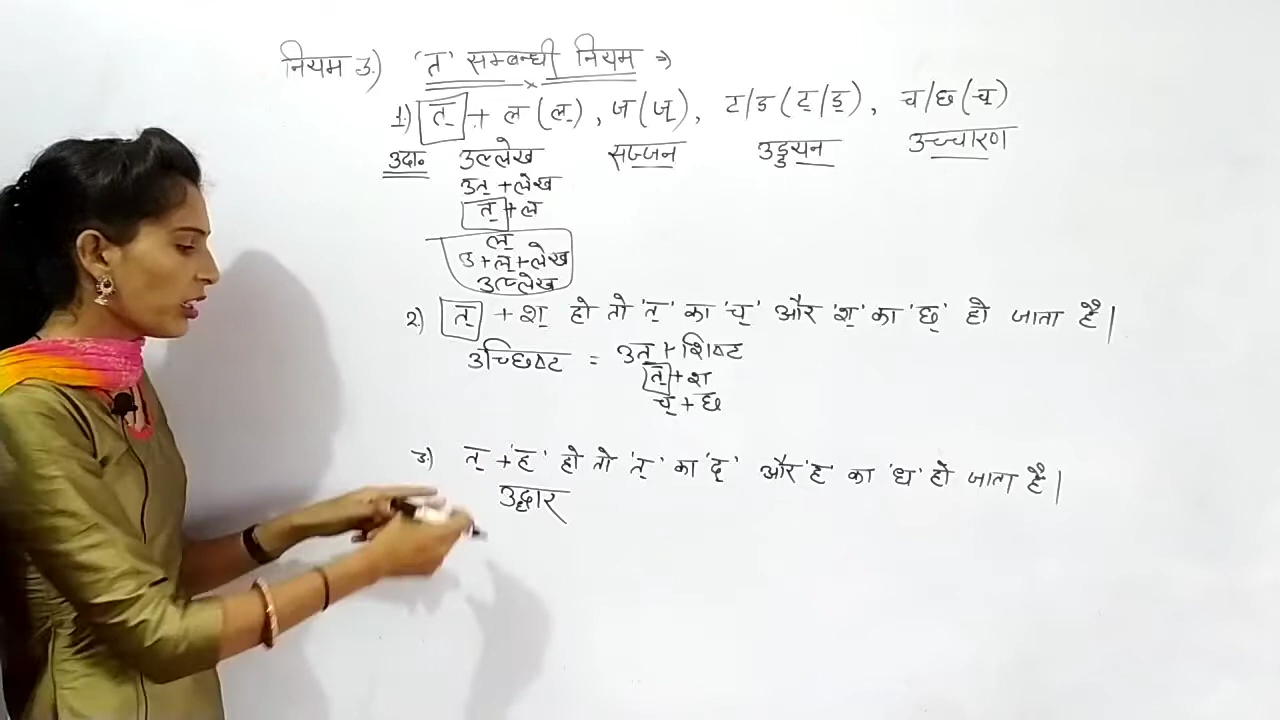 नियम 3.) 'त' सम्बन्धी नियम ⇒
1.) त् + ल (ल्), ज (ज्), ट/ड (ट्/ड्), च/छ (च्)
उदा० उल्लेख सज्जन उड्डयन उच्चारण
उत् + लेख
त् + ल
ल्
उ + ल् + लेख
उल्लेख
2.) त् + श् हो तो 'त्' का 'च्' और 'श्' का 'छ्' हो जाता है।
उच्छिष्ट = उत् + शिष्ट
त् + श
च् + छ
3.) त् + 'ह' हो तो 'त्' का 'द्' और 'ह' का 'ध' हो जाता है।
उद्धार